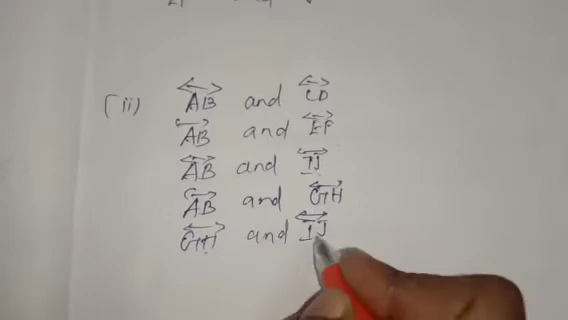 (ii) AB and CD
AB and EF
AB and IJ
AB and GH
GH and IJ